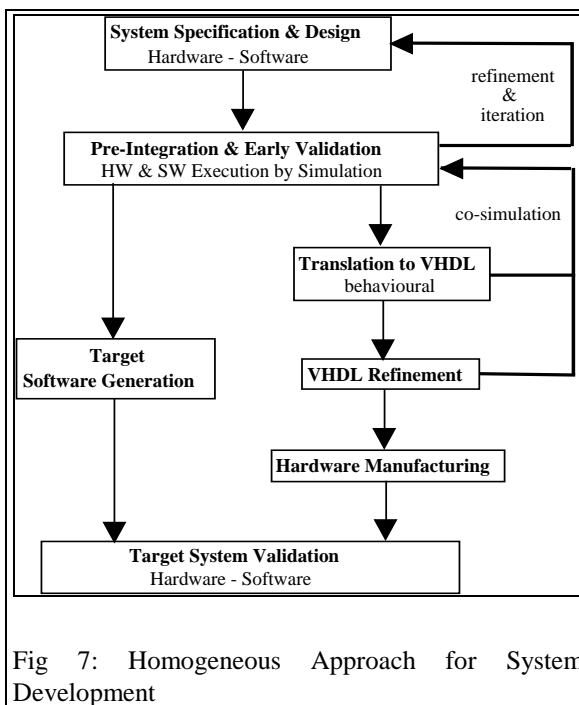 System Specification & Design
Hardware - Software
refinement
&
iteration
Pre-Integration & Early Validation
HW & SW Execution by Simulation
co-simulation
Translation to VHDL
behavioural
Target
Software Generation
VHDL Refinement
Hardware Manufacturing
Target System Validation
Hardware - Software
Fig 7: Homogeneous Approach for System
Development